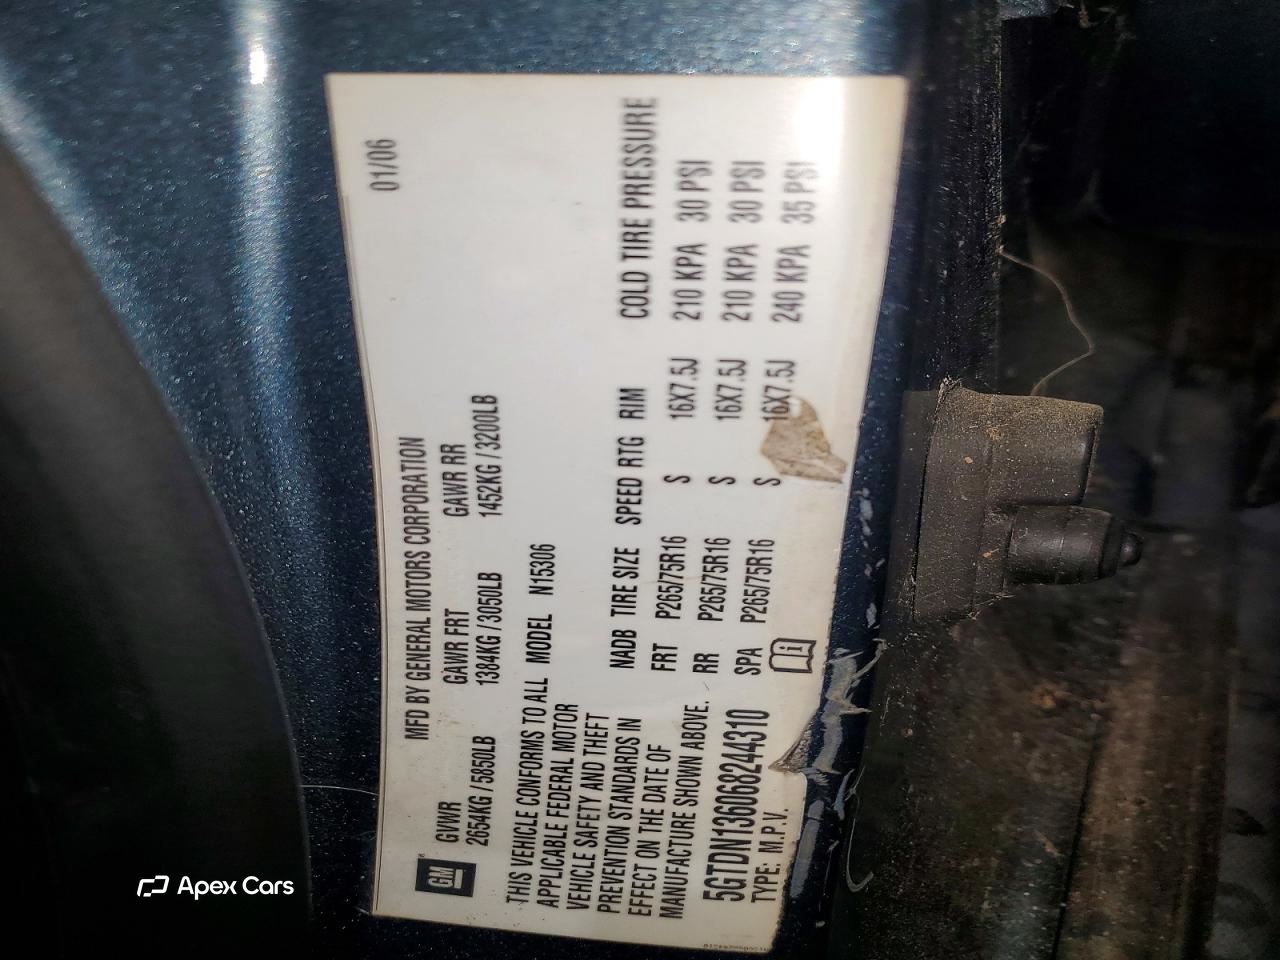 01/06
MFD BY GENERAL MOTORS CORPORATION
GM
GVWR GAWR FRT GAWR RR
2654KG / 5850LB 1384KG / 3050LB 1452KG / 3200LB
THIS VEHICLE CONFORMS TO ALL
APPLICABLE FEDERAL MOTOR
VEHICLE SAFETY AND THEFT
PREVENTION STANDARDS IN
EFFECT ON THE DATE OF
MANUFACTURE SHOWN ABOVE.
5GTDN136068244310
TYPE: M.P.V.
MODEL N15306
NADB TIRE SIZE SPEED RTG RIM COLD TIRE PRESSURE
FRT P265/75R16 S 16X7.5J 210 KPA 30 PSI
RR P265/75R16 S 16X7.5J 210 KPA 30 PSI
SPA P265/75R16 S 16X7.5J 240 KPA 35 PSI
Apex Cars